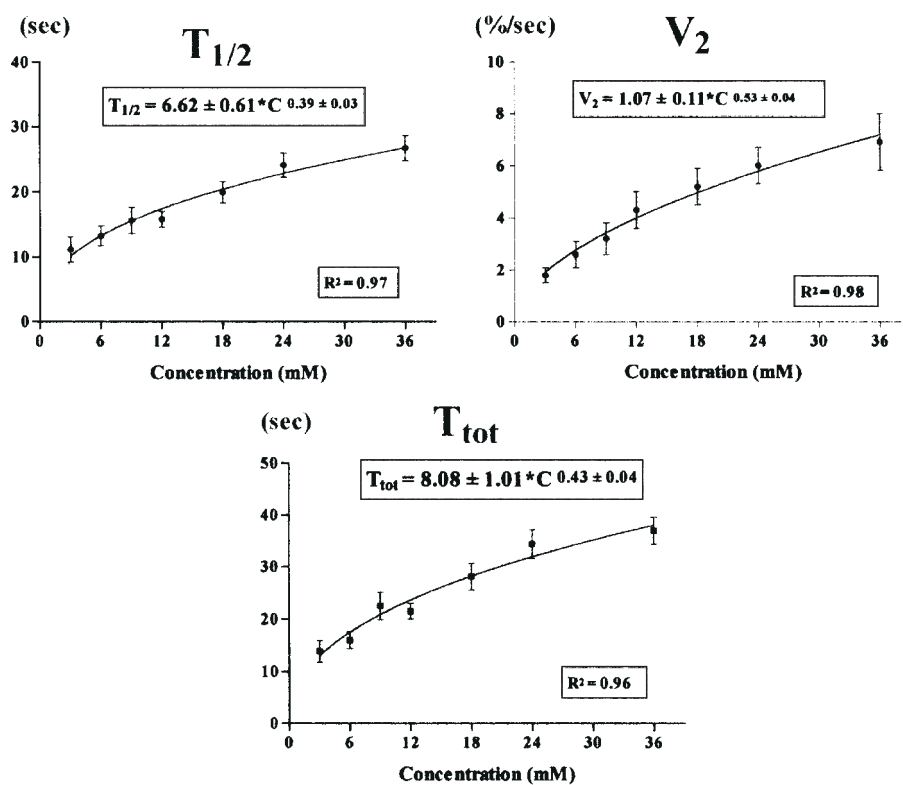 (sec)
T1/2
40
30
20
10
0
T1/2 = 6.62 ± 0.61*C 0.39 ± 0.03
R² = 0.97
0 6 12 18 24 30 36
Concentration (mM)
(%/sec)
V2
10
8
6
4
2
0
V2 = 1.07 ± 0.11*C 0.53 ± 0.04
R² = 0.98
0 6 12 18 24 30 36
Concentration (mM)
(sec)
Ttot
50
40
30
20
10
0
Ttot = 8.08 ± 1.01*C 0.43 ± 0.04
R² = 0.96
0 6 12 18 24 30 36
Concentration (mM)